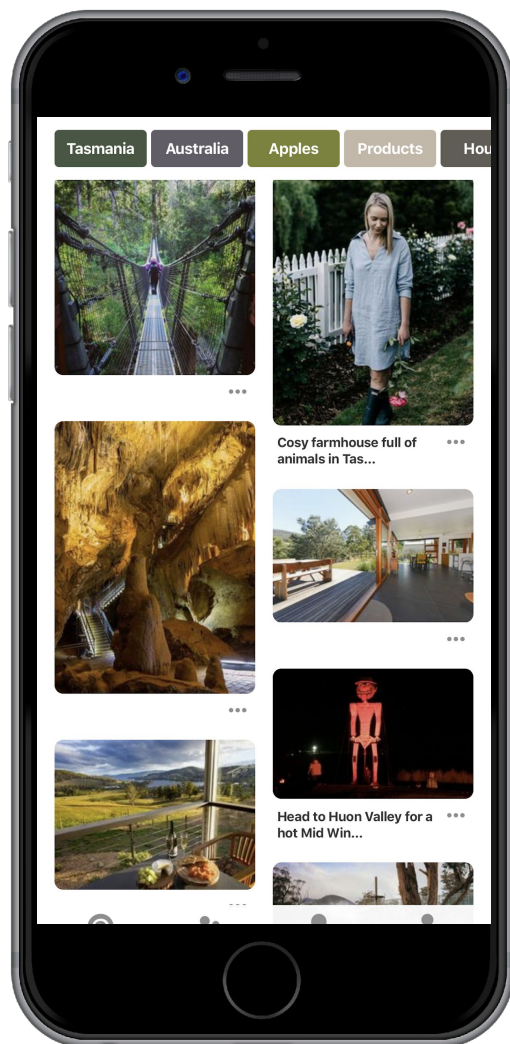 Tasmania
Australia
Apples
Products
Hou
Cosy farmhouse full of
animals in Tas...
Head to Huon Valley for a
hot Mid Win...